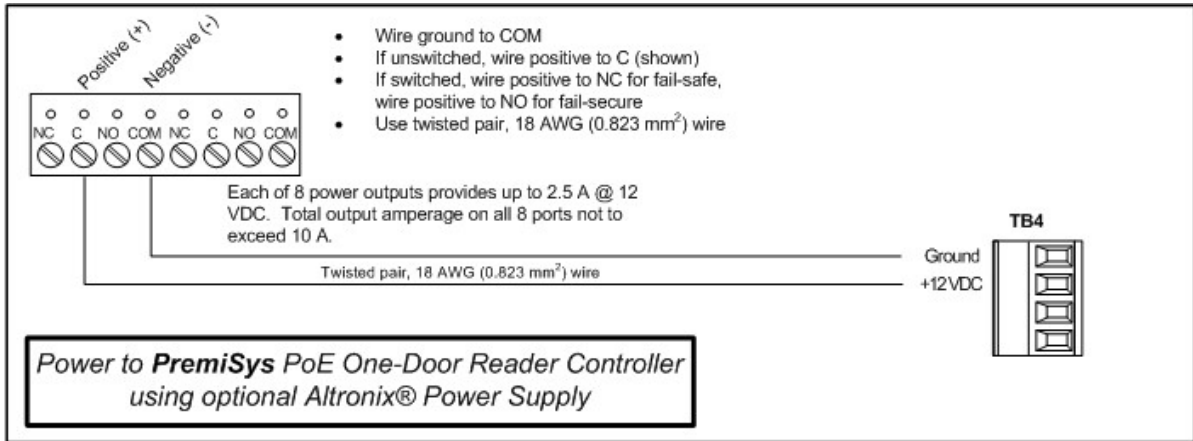 Positive (+)
Negative (-)
NC C NO COM NC C NO COM
• Wire ground to COM
• If unswitched, wire positive to C (shown)
• If switched, wire positive to NC for fail-safe,
wire positive to NO for fail-secure
• Use twisted pair, 18 AWG (0.823 mm²) wire
Each of 8 power outputs provides up to 2.5 A @ 12
VDC. Total output amperage on all 8 ports not to
exceed 10 A.
TB4
Ground
Twisted pair, 18 AWG (0.823 mm²) wire
+12VDC
Power to PremiSys PoE One-Door Reader Controller
using optional Altronix® Power Supply